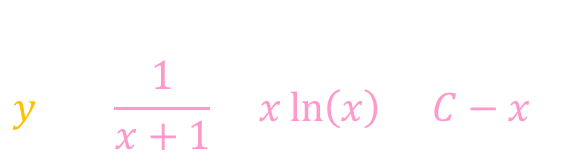 y 1/(x + 1) x ln(x) C − x